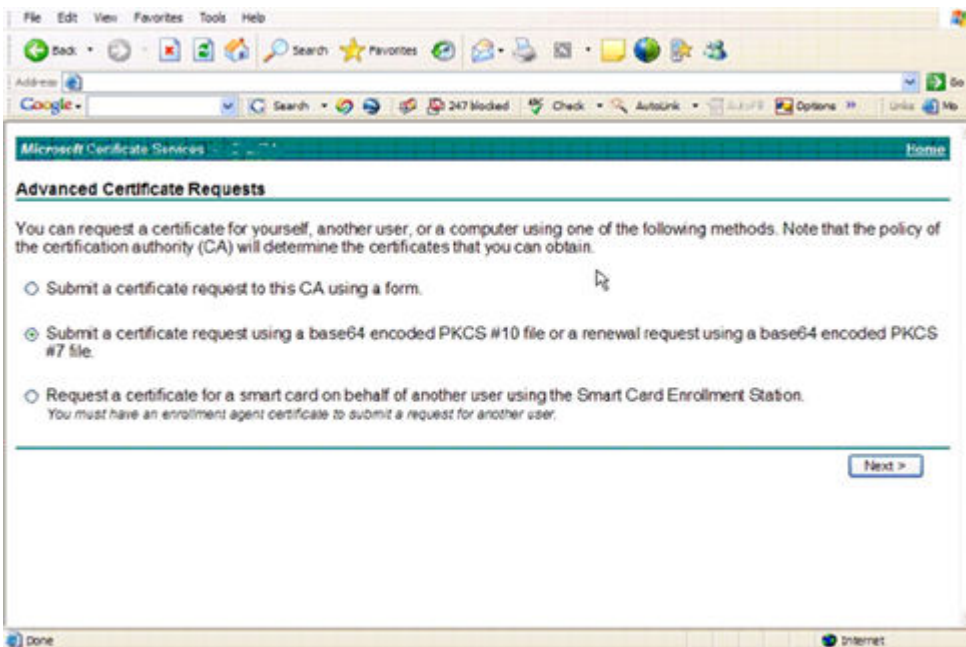 File Edit View Favorites Tools Help
Back Search Favorites
Address Go
Google Search 247 blocked Check AutoLink AutoFill Options » Links
Microsoft Certificate Services - Home
Advanced Certificate Requests
You can request a certificate for yourself, another user, or a computer using one of the following methods. Note that the policy of
the certification authority (CA) will determine the certificates that you can obtain.
Submit a certificate request to this CA using a form.
Submit a certificate request using a base64 encoded PKCS #10 file or a renewal request using a base64 encoded PKCS
#7 file.
Request a certificate for a smart card on behalf of another user using the Smart Card Enrollment Station.
You must have an enrollment agent certificate to submit a request for another user.
Next >
Done Internet